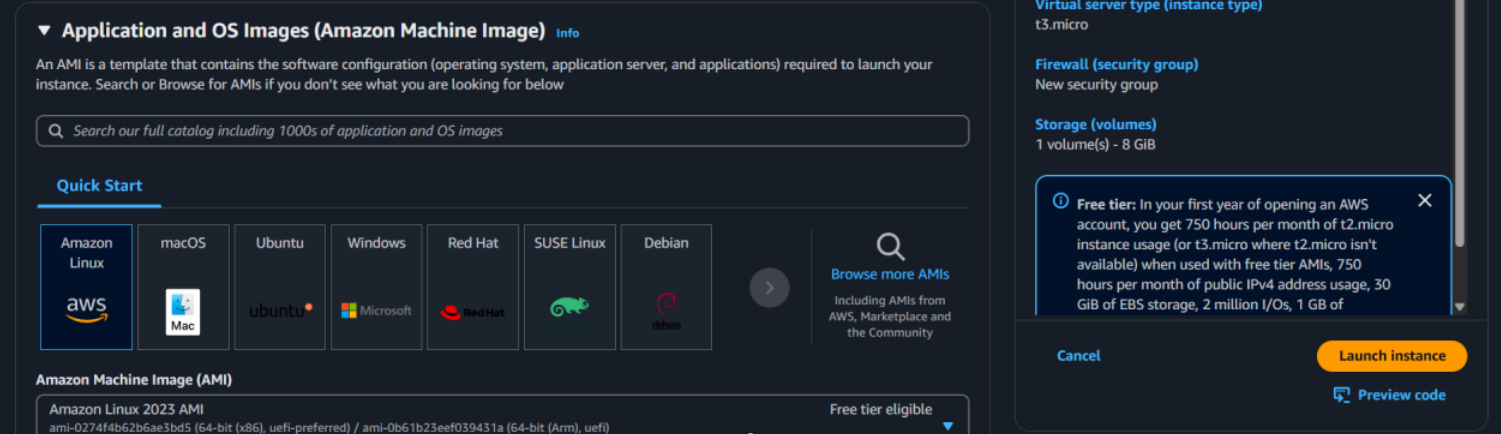 Application and OS Images (Amazon Machine Image) Info
An AMI is a template that contains the software configuration (operating system, application server, and applications) required to launch your
instance. Search or Browse for AMIs if you don't see what you are looking for below
Search our full catalog including 1000s of application and OS images
Quick Start
Amazon
Linux
aws
macOS
Mac
Ubuntu
ubuntu
Windows
Microsoft
Red Hat
Red Hat
SUSE Linux
Debian
debian
Browse more AMIs
Including AMIs from
AWS, Marketplace and
the Community
Amazon Machine Image (AMI)
Amazon Linux 2023 AMI
Free tier eligible
ami-0274f4b62b6ae3bd5 (64-bit (x86), uefi-preferred) / ami-0b61b23eef039431a (64-bit (Arm), uefi)
Virtual server type (instance type)
t3.micro
Firewall (security group)
New security group
Storage (volumes)
1 volume(s) - 8 GiB
Free tier: In your first year of opening an AWS
account, you get 750 hours per month of t2.micro
instance usage (or t3.micro where t2.micro isn't
available) when used with free tier AMIs, 750
hours per month of public IPv4 address usage, 30
GiB of EBS storage, 2 million I/Os, 1 GB of
Cancel
Launch instance
Preview code